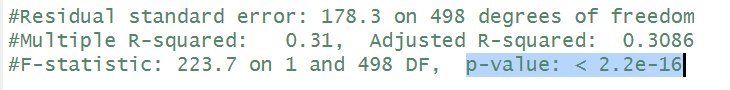 #Residual standard error: 178.3 on 498 degrees of freedom
#Multiple R-squared:   0.31,  Adjusted R-squared:  0.3086
#F-statistic: 223.7 on 1 and 498 DF,  p-value: < 2.2e-16